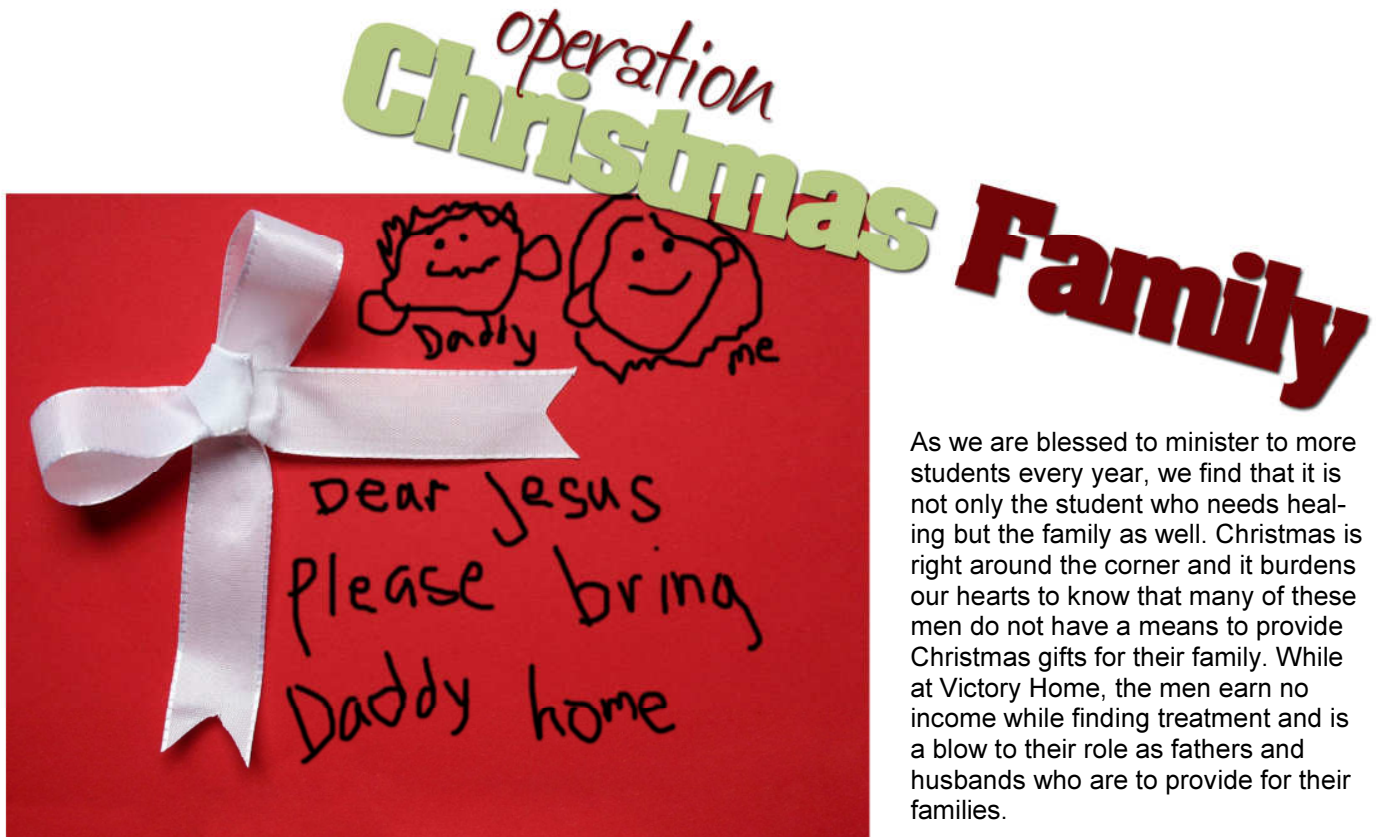 operation
Christmas Family
Daddy
me
Dear Jesus
please bring
Daddy home
As we are blessed to minister to more
students every year, we find that it is
not only the student who needs heal-
ing but the family as well. Christmas is
right around the corner and it burdens
our hearts to know that many of these
men do not have a means to provide
Christmas gifts for their family. While
at Victory Home, the men earn no
income while finding treatment and is
a blow to their role as fathers and
husbands who are to provide for their
families.